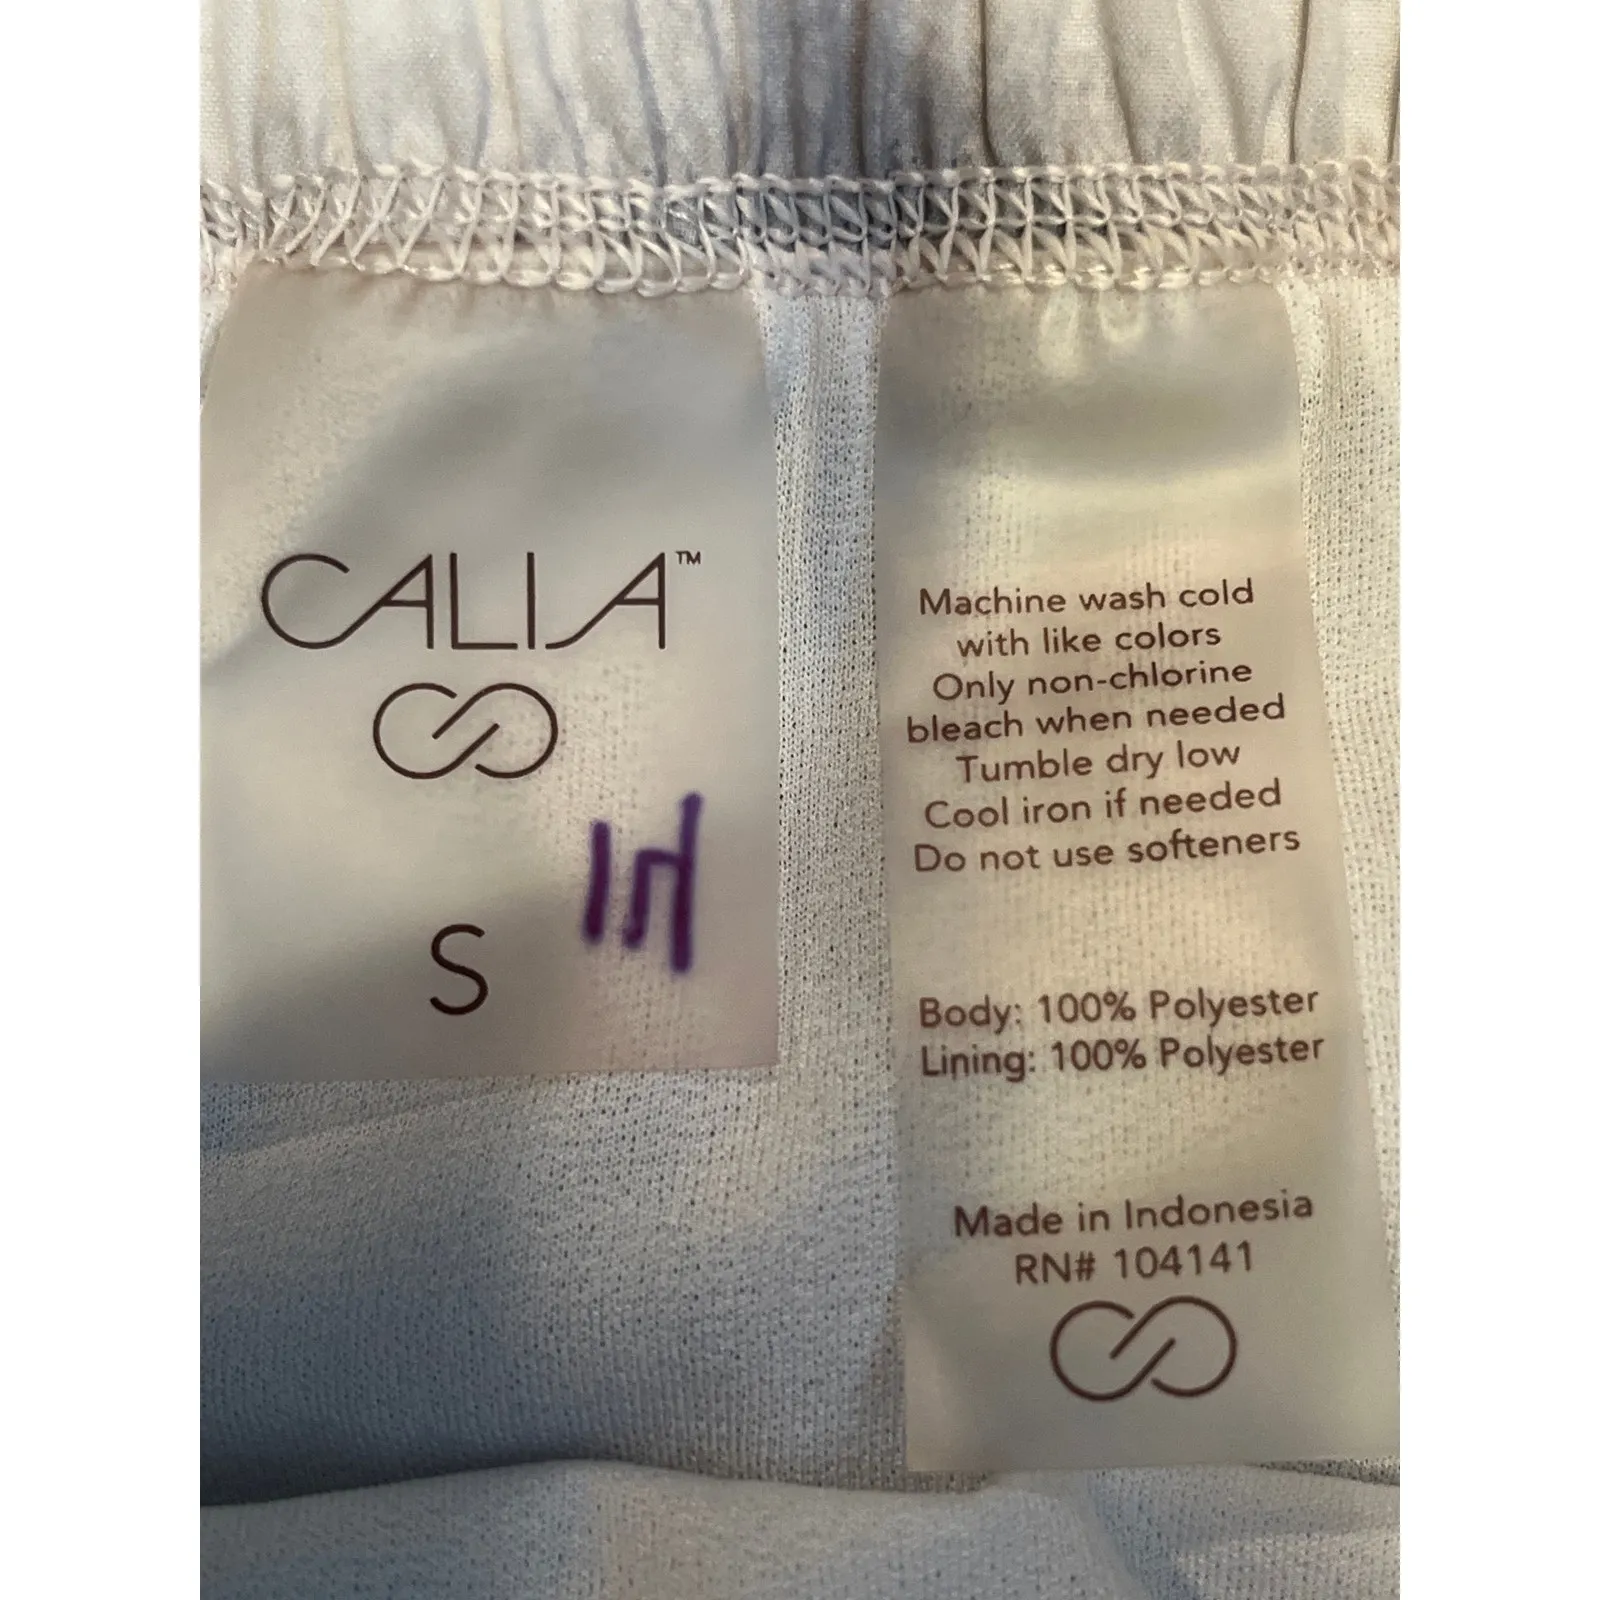 CALIA™
S
Machine wash cold
with like colors
Only non-chlorine
bleach when needed
Tumble dry low
Cool iron if needed
Do not use softeners
Body: 100% Polyester
Lining: 100% Polyester
Made in Indonesia
RN# 104141